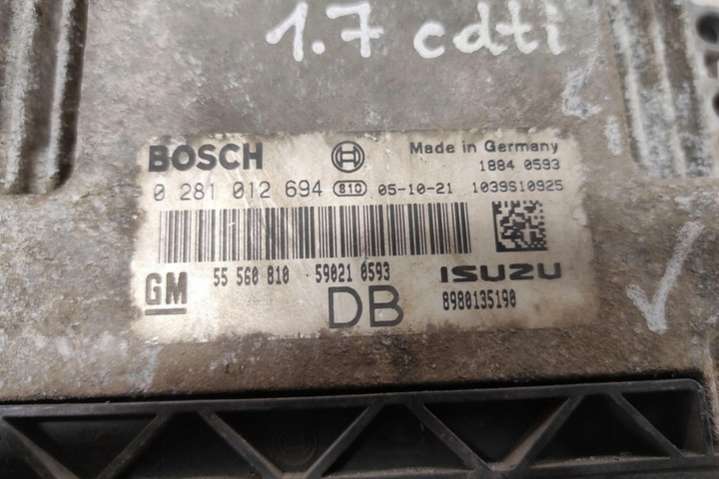 1.7 cdti
BOSCH Made in Germany
1884 0593
0 281 012 694 810 05-10-21 1039S10925
GM 55 560 810 59021 0593 ISUZU
DB 8980135190